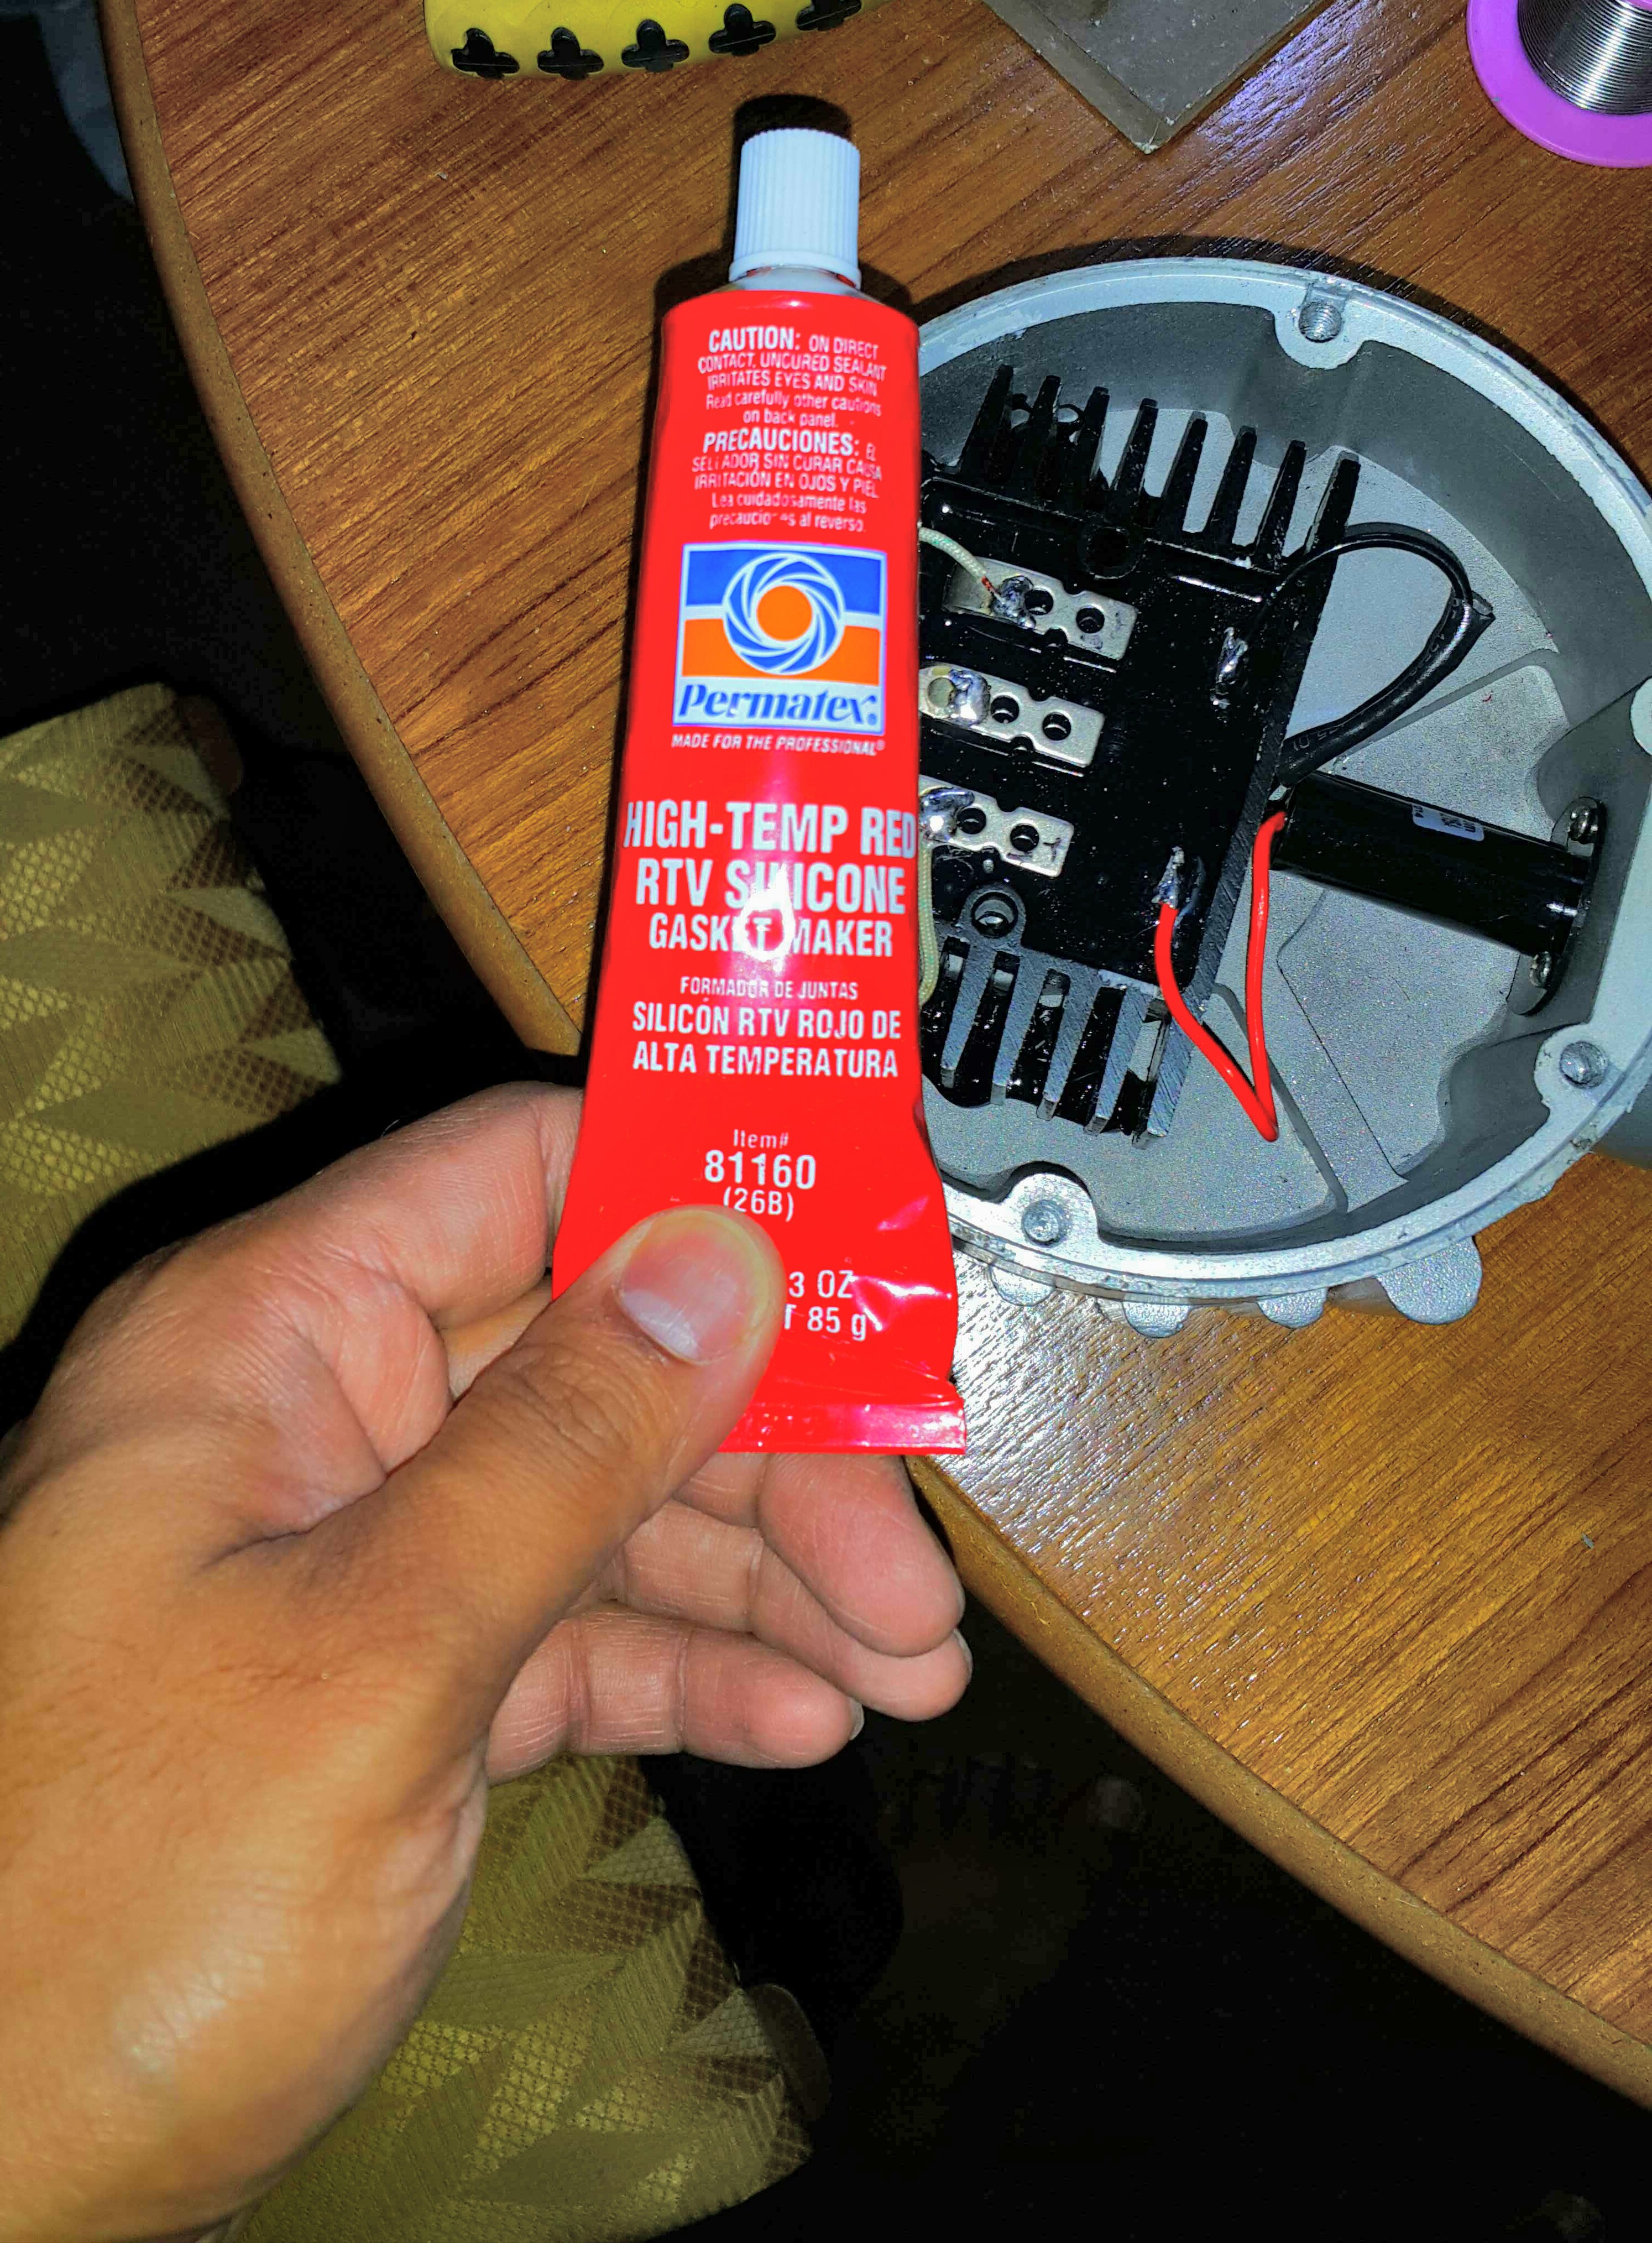 CAUTION: ON DIRECT
CONTACT, UNCURED SEALANT
IRRITATES EYES AND SKIN.
Read carefully other cautions
on back panel.
PRECAUCIONES: EL
SELLADOR SIN CURAR CAUSA
IRRITACIÓN EN OJOS Y PIEL.
Lea cuidadosamente las
precauciones al reverso.
Permatex®
MADE FOR THE PROFESSIONAL®
HIGH-TEMP RED
RTV SILICONE
GASKET MAKER
FORMADOR DE JUNTAS
SILICÓN RTV ROJO DE
ALTA TEMPERATURA
Item#
81160
(26B)
3 OZ
85 g